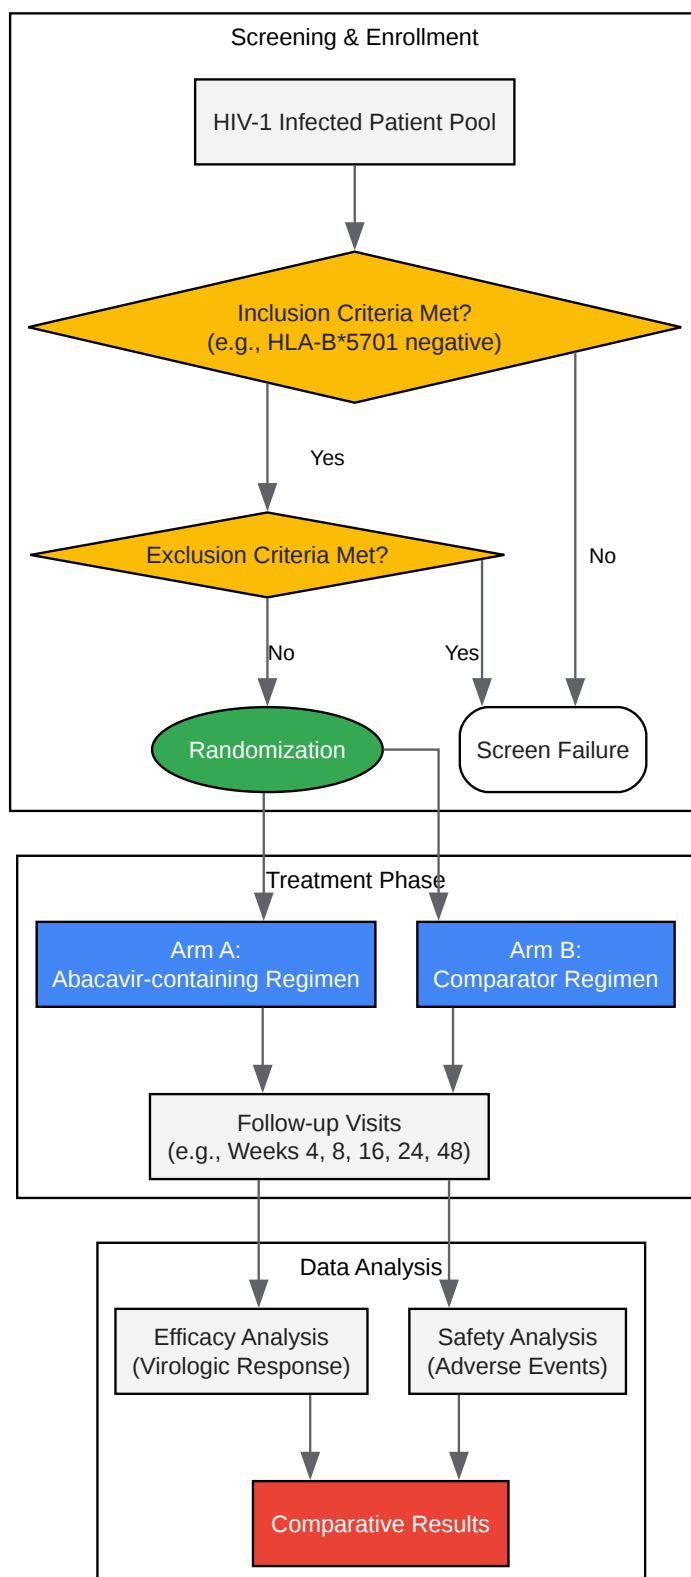 Screening & Enrollment
HIV-1 Infected Patient Pool
Inclusion Criteria Met?
(e.g., HLA-B*5701 negative)
Yes
Exclusion Criteria Met?
No
No
Yes
Randomization
Screen Failure
Treatment Phase
Arm A:
Abacavir-containing Regimen
Arm B:
Comparator Regimen
Follow-up Visits
(e.g., Weeks 4, 8, 16, 24, 48)
Data Analysis
Efficacy Analysis
(Virologic Response)
Safety Analysis
(Adverse Events)
Comparative Results